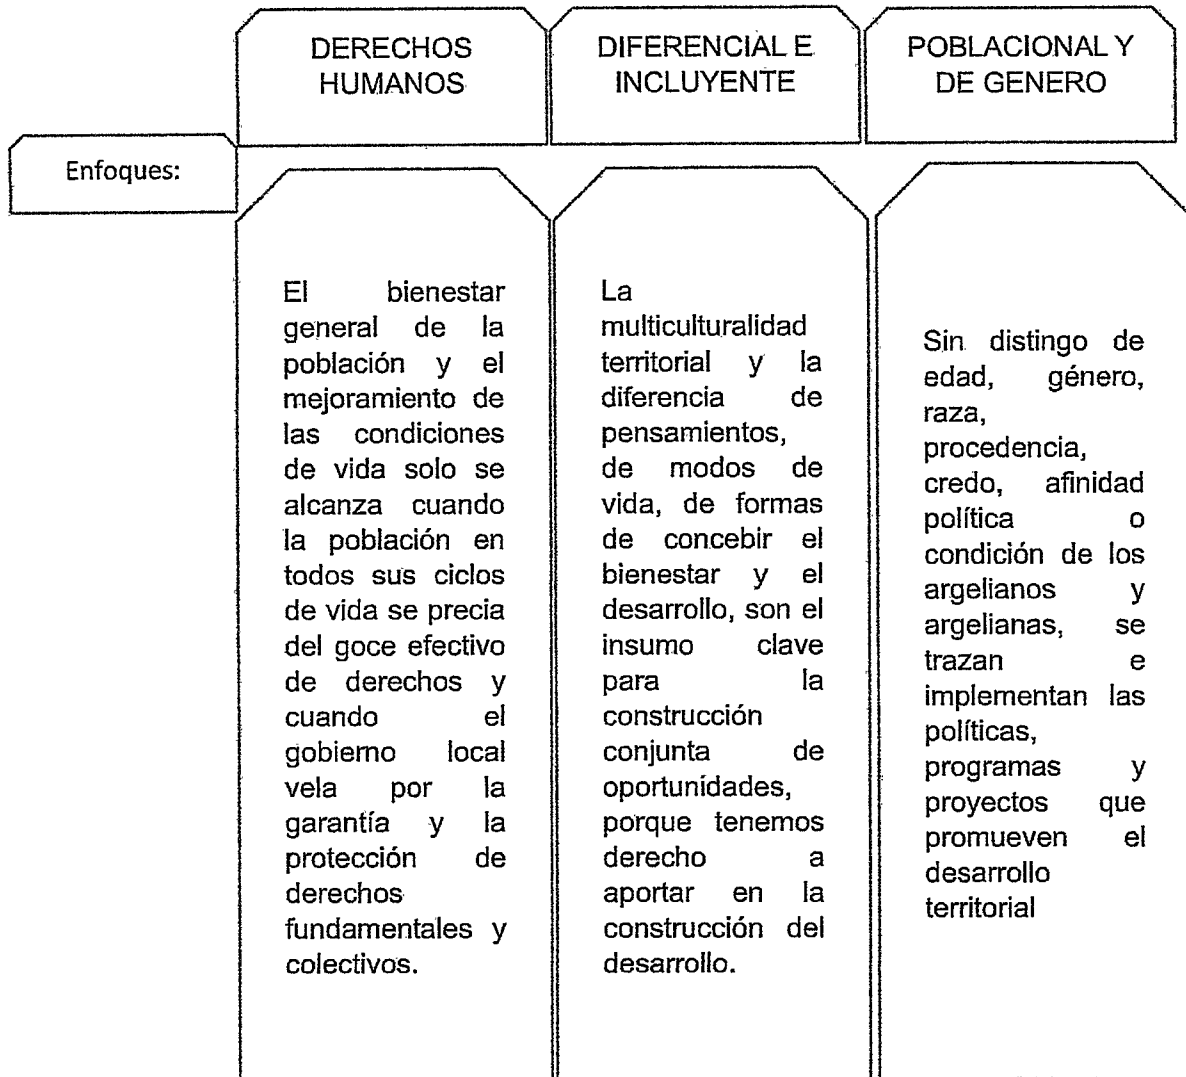 DERECHOS
HUMANOS
DIFERENCIAL E
INCLUYENTE
POBLACIONAL Y
DE GENERO
Enfoques:
El bienestar
general de la
población y el
mejoramiento de
las condiciones
de vida solo se
alcanza cuando
la población en
todos sus ciclos
de vida se precia
del goce efectivo
de derechos y
cuando el
gobierno local
vela por la
garantía y la
protección de
derechos
fundamentales y
colectivos.
La
multiculturalidad
territorial y la
diferencia de
pensamientos,
de modos de
vida, de formas
de concebir el
bienestar y el
desarrollo, son el
insumo clave
para la
construcción
conjunta de
oportunidades,
porque tenemos
derecho a
aportar en la
construcción del
desarrollo.
Sin distingo de
edad, género,
raza,
procedencia,
credo, afinidad
política o
condición de los
argelianos y
argelianas, se
trazan e
implementan las
políticas,
programas y
proyectos que
promueven el
desarrollo
territorial